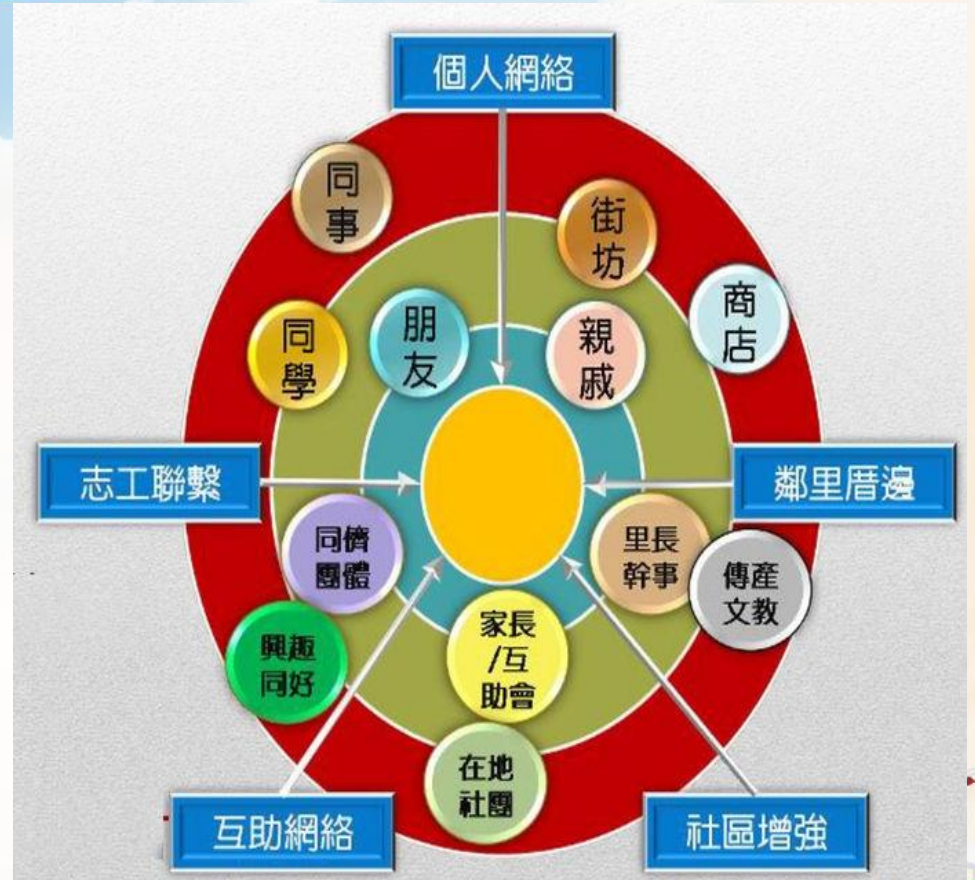 個人網絡
同
事
街
坊
商
店
同
學
朋
友
親
戚
志工聯繫
鄰里厝邊
同儕
團體
里長
幹事
傳產
文教
興趣
同好
家長
/互
助會
在地
社團
互助網絡
社區增強